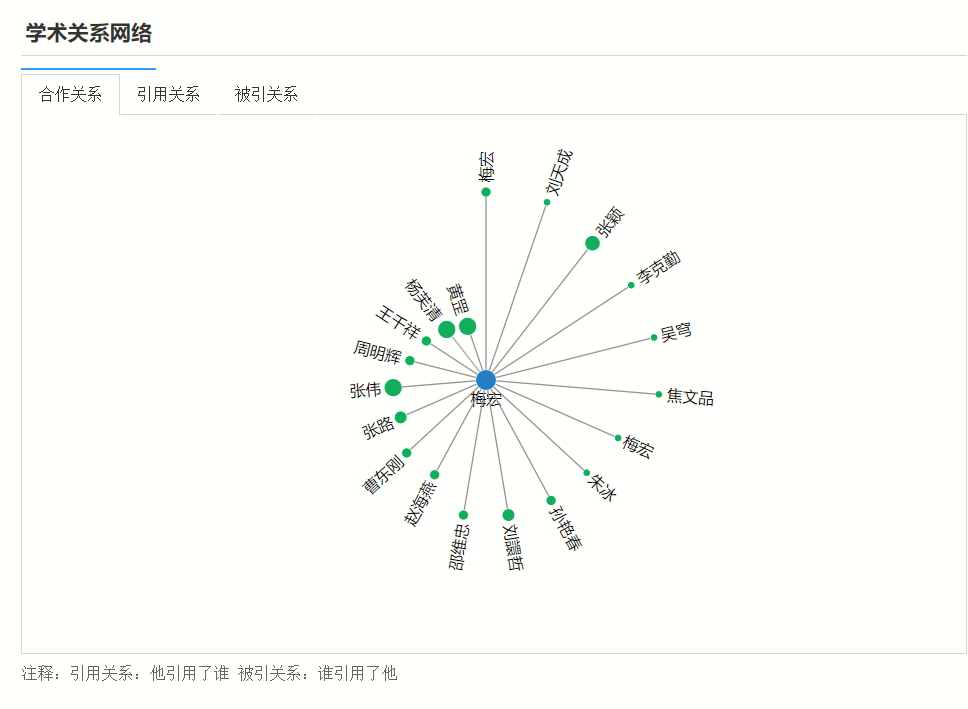 学术关系网络
合作关系
引用关系
被引关系
梅宏
刘天成
张颖
李克勤
吴穹
焦文品
梅宏
朱冰
孙艳春
刘譞哲
邵维忠
赵海燕
曹东刚
张路
张伟
周明辉
王千祥
杨芙清
黄罡
梅宏
注释：引用关系：他引用了谁 被引关系：谁引用了他